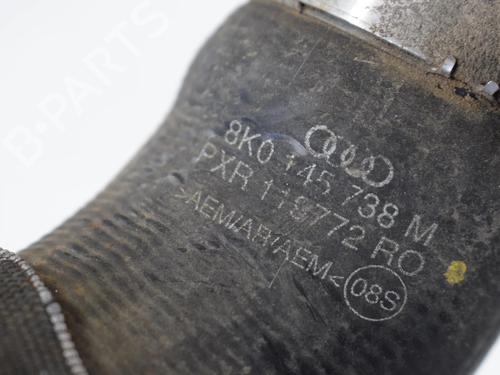 B-PARTS
8K0 145 738 M
PXR 119772 RO
>AEM/AR/AEM<
08S